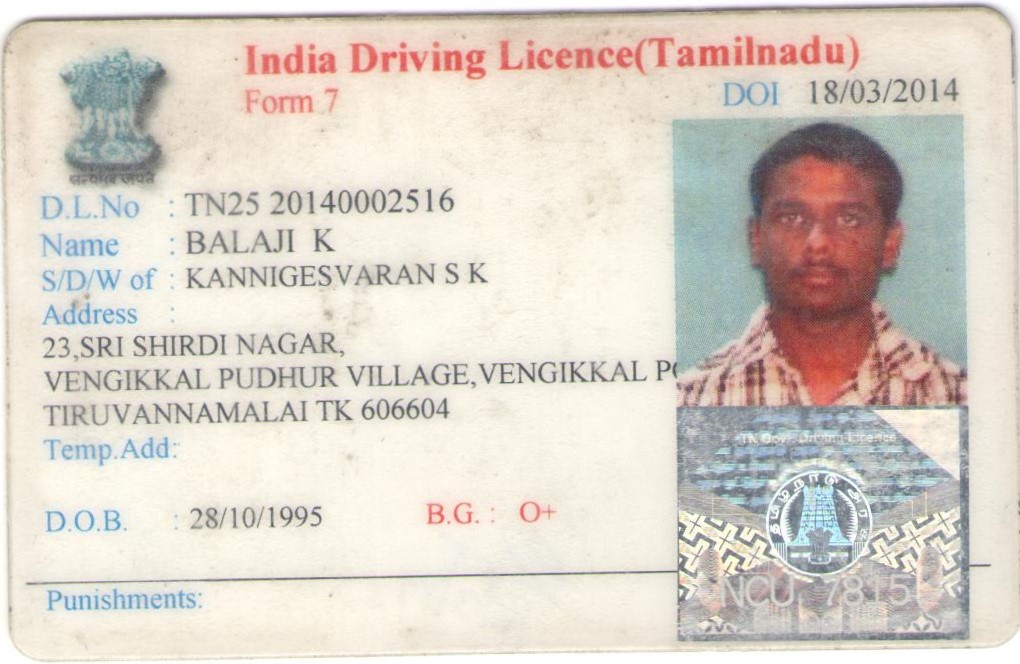 India Driving Licence(Tamilnadu)
Form 7
DOI 18/03/2014
D.L.No : TN25 20140002516
Name : BALAJI K
S/D/W of : KANNIGESVARAN S K
Address :
23,SRI SHIRDI NAGAR,
VENGIKKAL PUDHUR VILLAGE,VENGIKKAL
TIRUVANNAMALAI TK 606604
Temp.Add:
TN Govt. Driving Licence
D.O.B. : 28/10/1995
B.G. : O+
NCU 7815
Punishments: